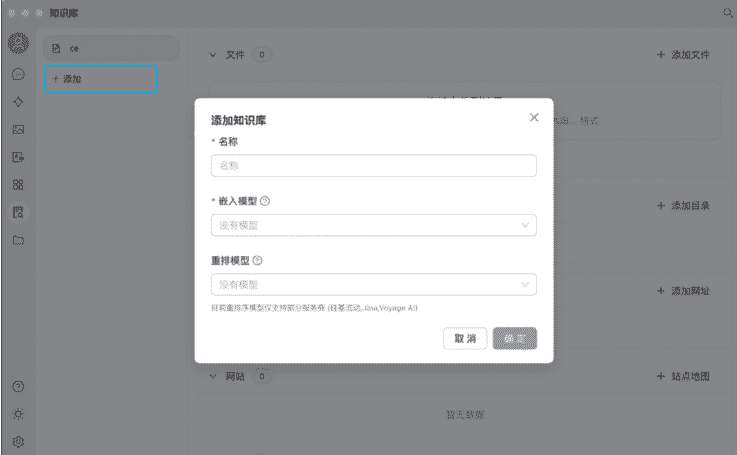 知识库
+ 添加
文件 0
+ 添加文件
格式
+ 添加目录
+ 添加网址
网站 0
+ 站点地图
暂无数据
添加知识库
* 名称
名称
* 嵌入模型
没有模型
重排模型
没有模型
目前重排序模型仅支持部分服务商 (硅基流动, Jina, Voyage AI)
取 消
确 定